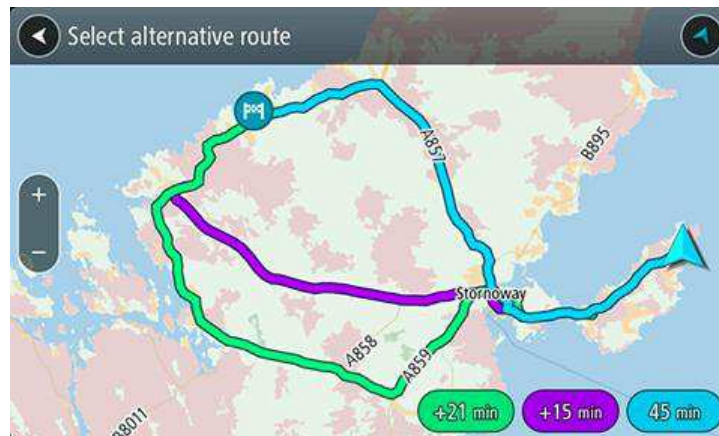 Select alternative route
A857
B895
+
−
Stornoway
A858
A859
B8011
+21 min
+15 min
45 min